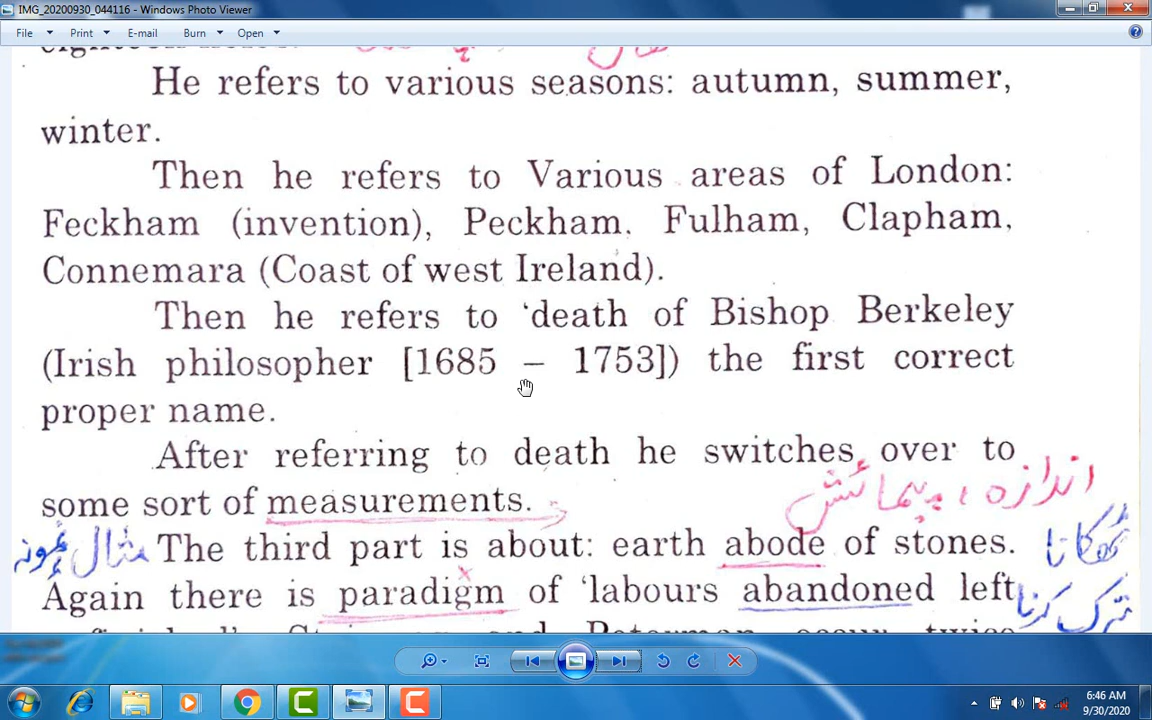 IMG_20200930_044116 - Windows Photo Viewer
File Print E-mail Burn Open
He refers to various seasons: autumn, summer,
winter.
Then he refers to Various areas of London:
Feckham (invention), Peckham. Fulham, Clapham,
Connemara (Coast of west Ireland).
Then he refers to 'death of Bishop Berkeley
(Irish philosopher [1685 – 1753]) the first correct
proper name.
After referring to death he switches over to
اندازہ، پیمائش
some sort of measurements.
مثال نمونہ The third part is about: earth abode of stones. ٹھکانا
Again there is paradigm of 'labours abandoned left ترک کرنا
6:46 AM
9/30/2020